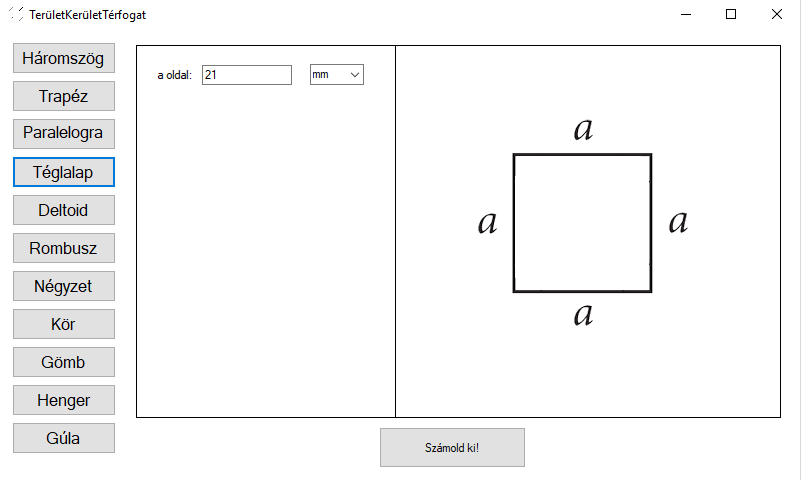 TerületKerületTérfogat
Háromszög
Trapéz
Paralelogra
Téglalap
Deltoid
Rombusz
Négyzet
Kör
Gömb
Henger
Gúla
a oldal: 21 mm
a
a a
a
Számold ki!